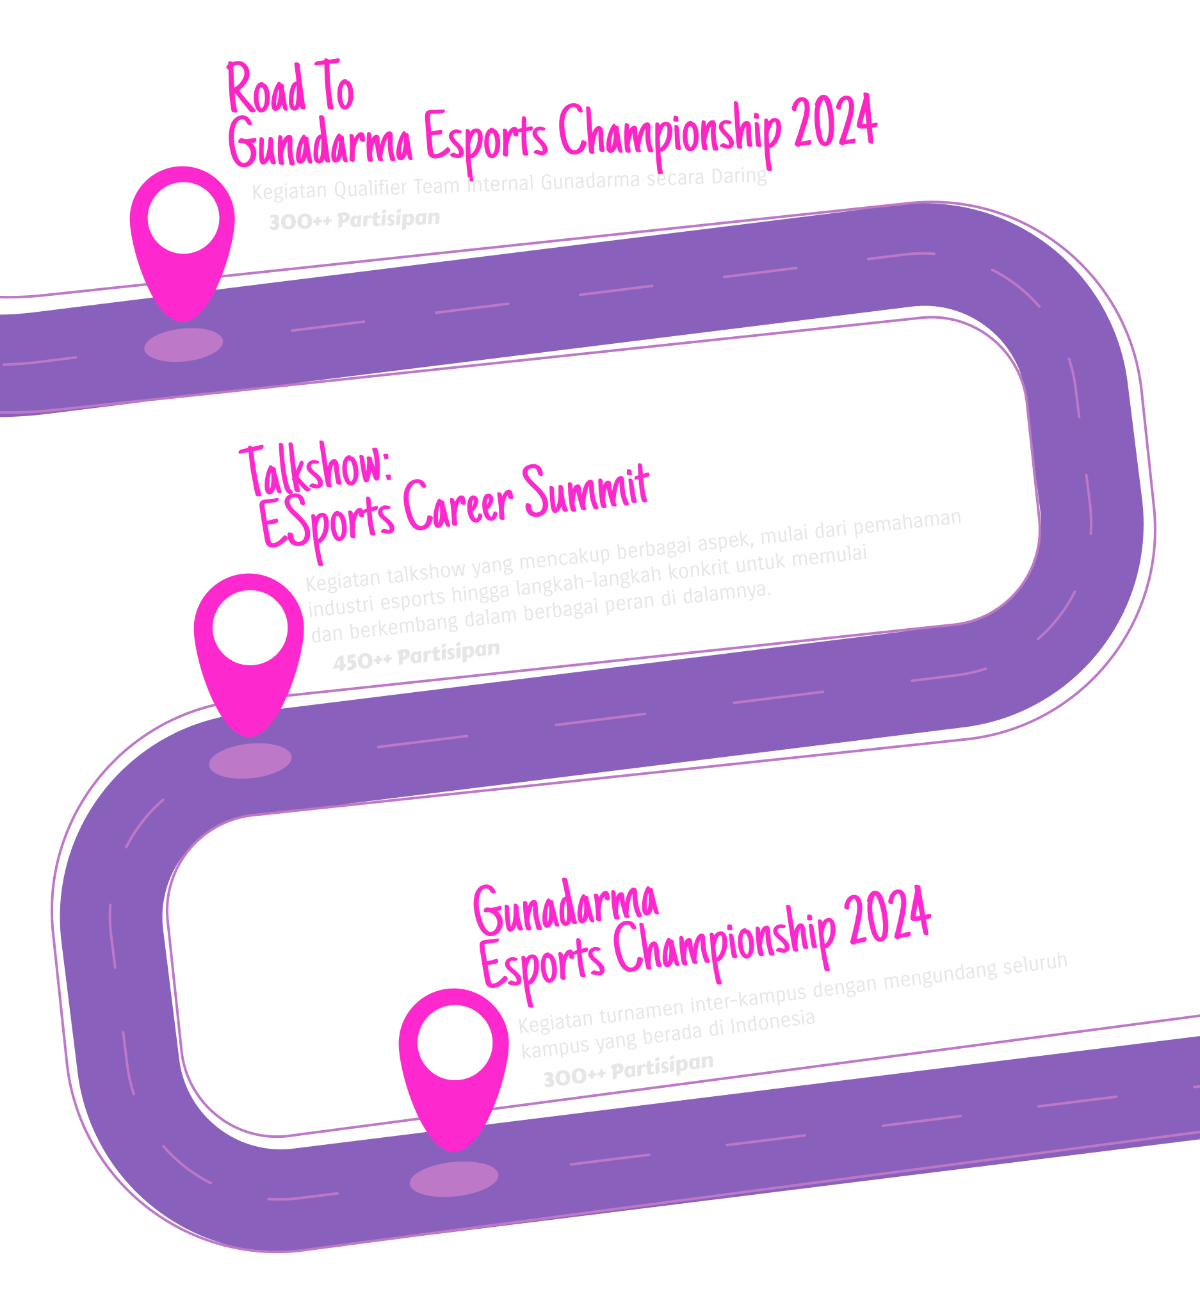 Road To
Gunadarma Esports Championship 2024
Kegiatan Qualifier Team Internal Gunadarma secara Daring
300++ Partisipan
Talkshow:
ESports Career Summit
Kegiatan talkshow yang mencakup berbagai aspek, mulai dari pemahaman
industri esports hingga langkah-langkah konkrit untuk memulai
dan berkembang dalam berbagai peran di dalamnya.
450++ Partisipan
Gunadarma
Esports Championship 2024
Kegiatan turnamen inter-kampus dengan mengundang seluruh
kampus yang berada di Indonesia
300++ Partisipan